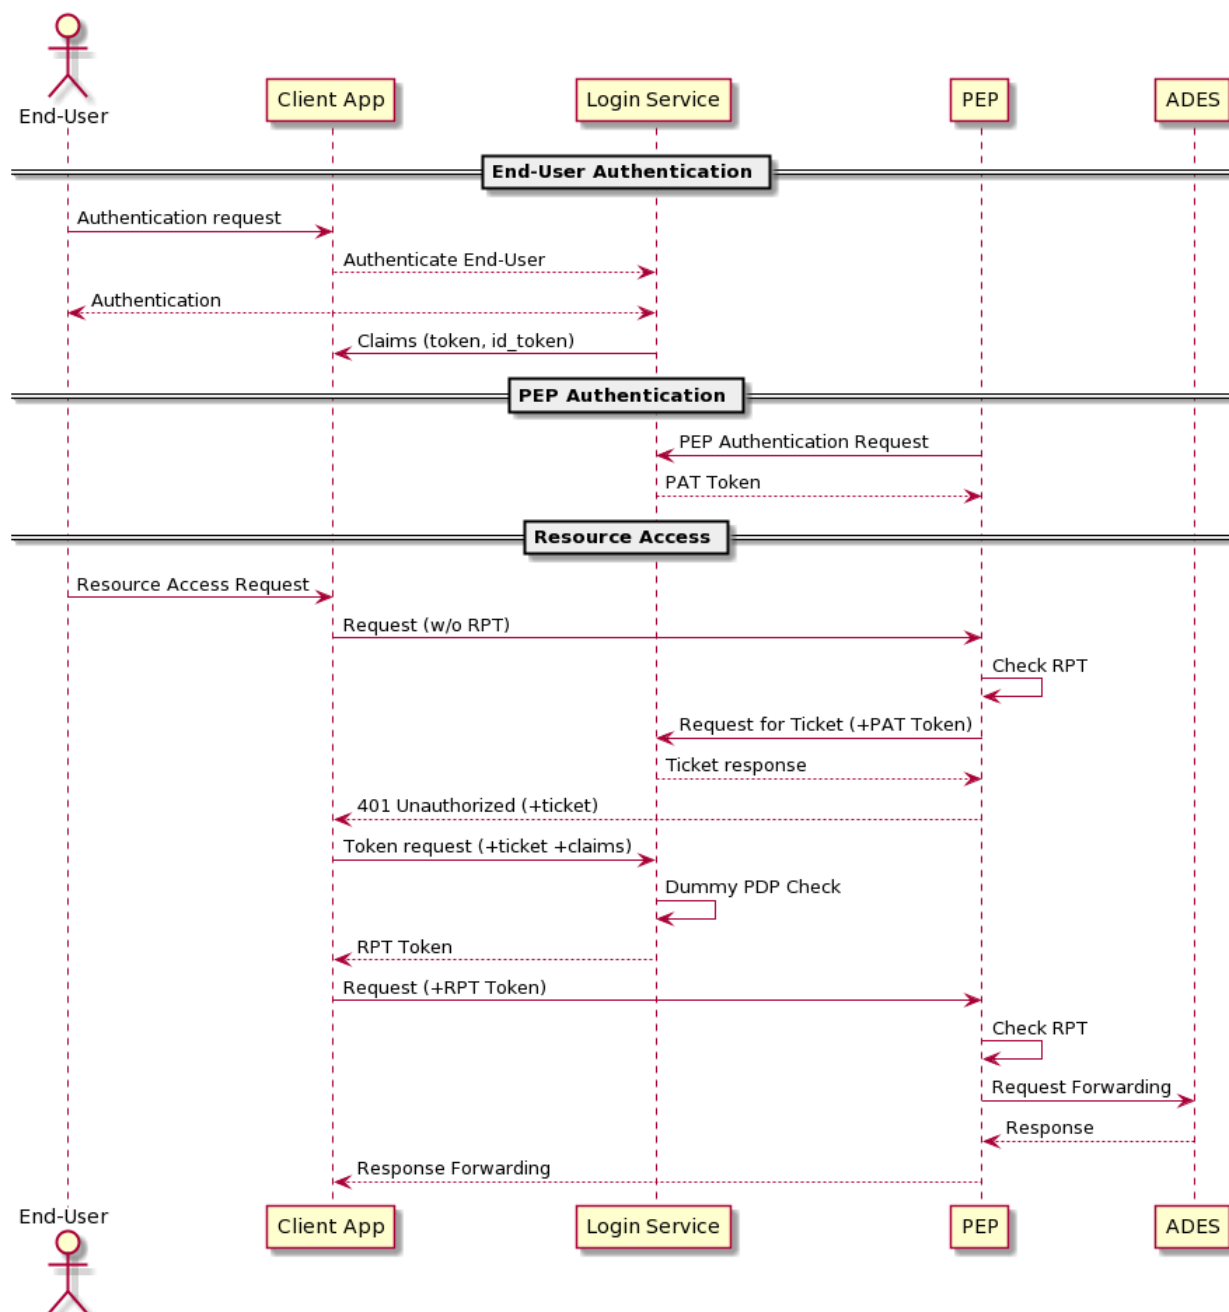 End-User
Client App
Login Service
PEP
ADES
End-User Authentication
Authentication request
Authenticate End-User
Authentication
Claims (token, id_token)
PEP Authentication
PEP Authentication Request
PAT Token
Resource Access
Resource Access Request
Request (w/o RPT)
Check RPT
Request for Ticket (+PAT Token)
Ticket response
401 Unauthorized (+ticket)
Token request (+ticket +claims)
Dummy PDP Check
RPT Token
Request (+RPT Token)
Check RPT
Request Forwarding
Response
Response Forwarding
End-User
Client App
Login Service
PEP
ADES